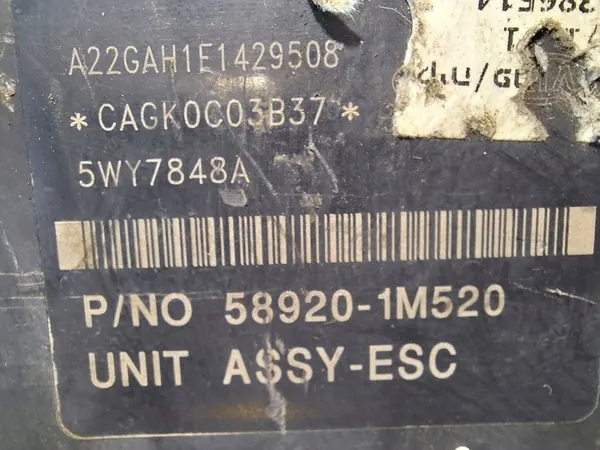 A22GAH1E1429508
*CAGK0C03B37*
5WY7848A
P/NO 58920-1M520
UNIT ASSY-ESC